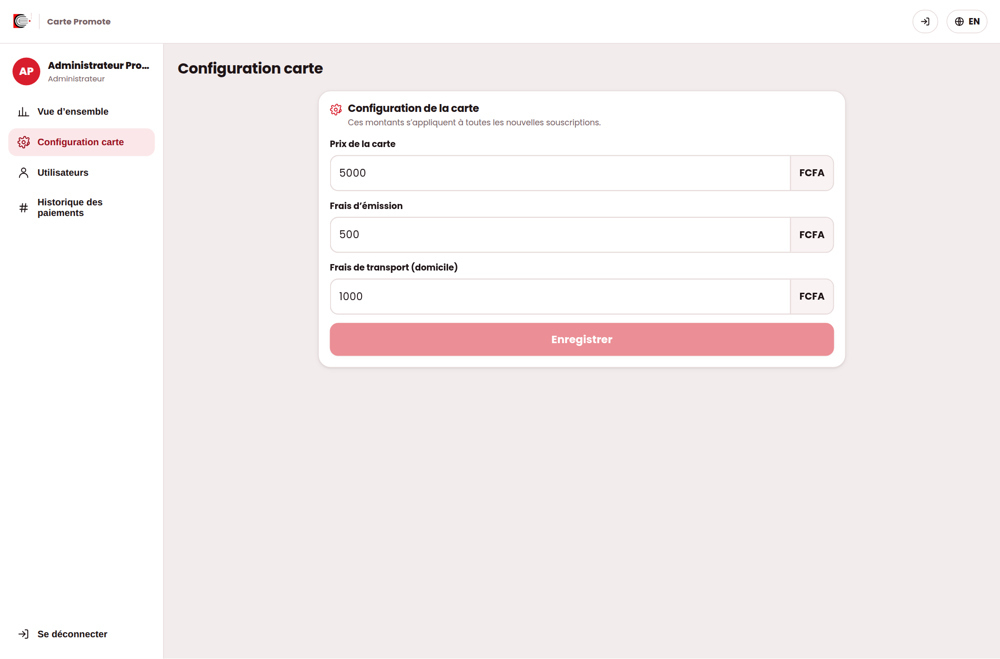 Carte Promote
EN
AP
Administrateur Pro...
Administrateur
Vue d’ensemble
Configuration carte
Utilisateurs
Historique des
paiements
Se déconnecter
Configuration carte
Configuration de la carte
Ces montants s’appliquent à toutes les nouvelles souscriptions.
Prix de la carte
5000
FCFA
Frais d’émission
500
FCFA
Frais de transport (domicile)
1000
FCFA
Enregistrer